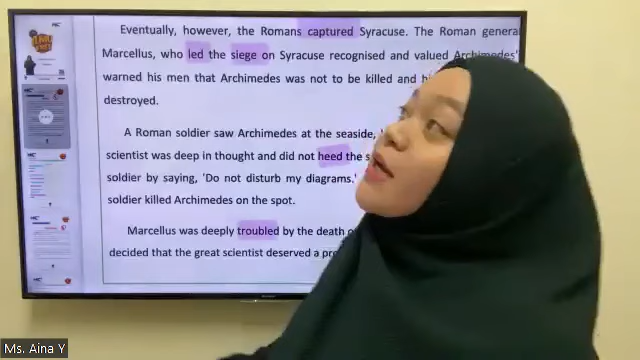 Eventually, however, the Romans captured Syracuse. The Roman general
Marcellus, who led the siege on Syracuse recognised and valued Archimedes'
warned his men that Archimedes was not to be killed and
destroyed.
A Roman soldier saw Archimedes at the seaside,
scientist was deep in thought and did not heed the
soldier by saying, 'Do not disturb my diagrams.'
soldier killed Archimedes on the spot.
Marcellus was deeply troubled by the death
decided that the great scientist deserved a
Ms. Aina Y